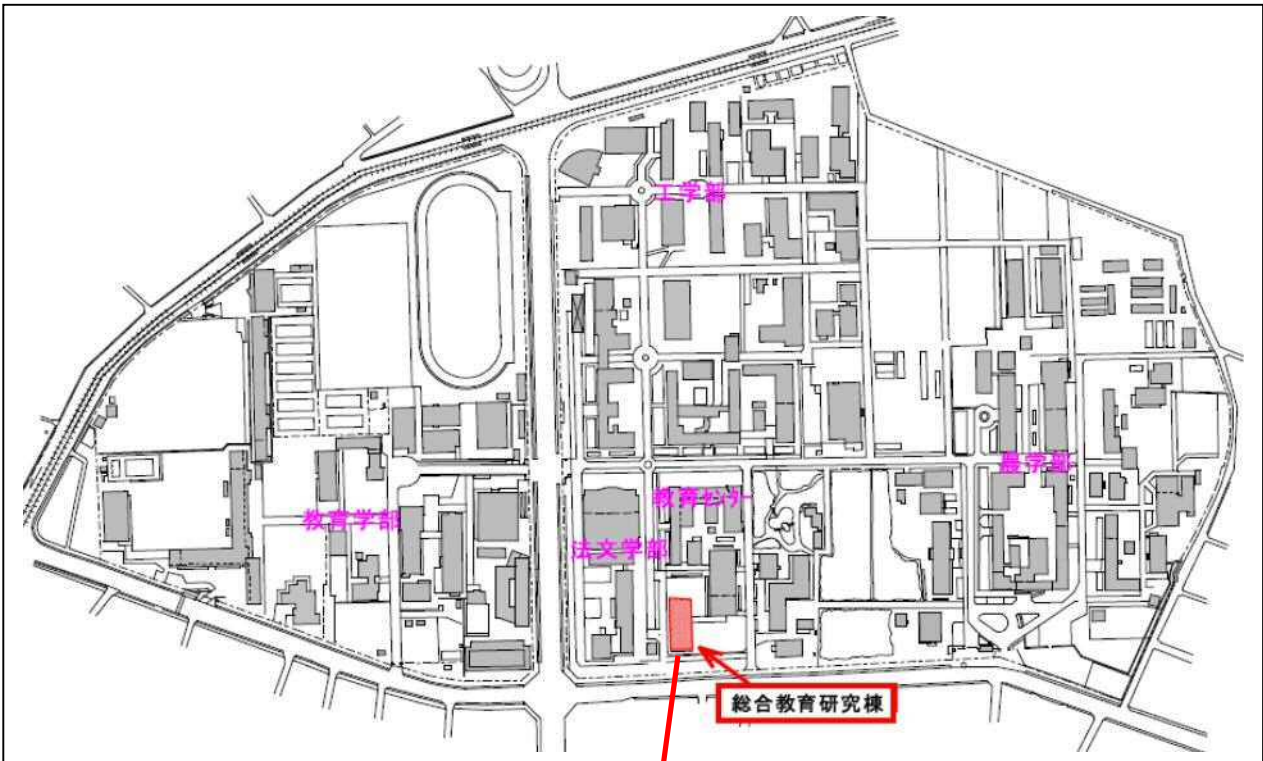 工学部
農学部
教育センター
教育学部
法文学部
総合教育研究棟